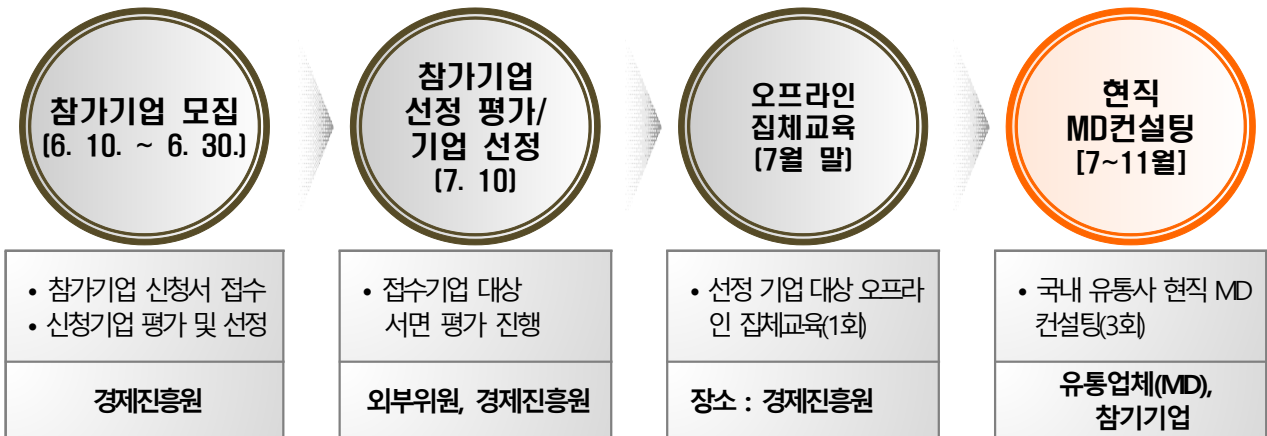 참가기업 모집
(6. 10. ~ 6. 30.)
참가기업
선정 평가/
기업 선정
(7. 10)
오프라인
집체교육
(7월 말)
현직
MD컨설팅
[7~11월]
• 참가기업 신청서 접수
• 신청기업 평가 및 선정
• 접수기업 대상
서면 평가 진행
• 선정 기업 대상 오프라
인 집체교육(1회)
• 국내 유통사 현직 MD
컨설팅(3회)
경제진흥원
외부위원, 경제진흥원
장소 : 경제진흥원
유통업체(MD),
참기기업